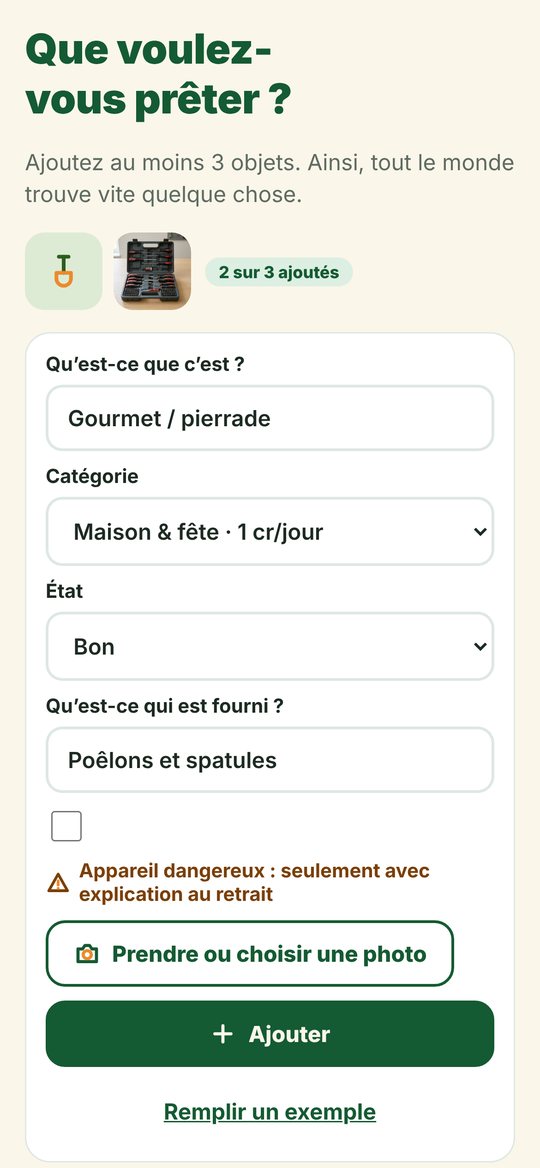 Que voulez-
vous prêter ?
Ajoutez au moins 3 objets. Ainsi, tout le monde
trouve vite quelque chose.
2 sur 3 ajoutés
Qu’est-ce que c’est ?
Gourmet / pierrade
Catégorie
Maison & fête · 1 cr/jour
État
Bon
Qu’est-ce qui est fourni ?
Poêlons et spatules
Appareil dangereux : seulement avec
explication au retrait
Prendre ou choisir une photo
Ajouter
Remplir un exemple